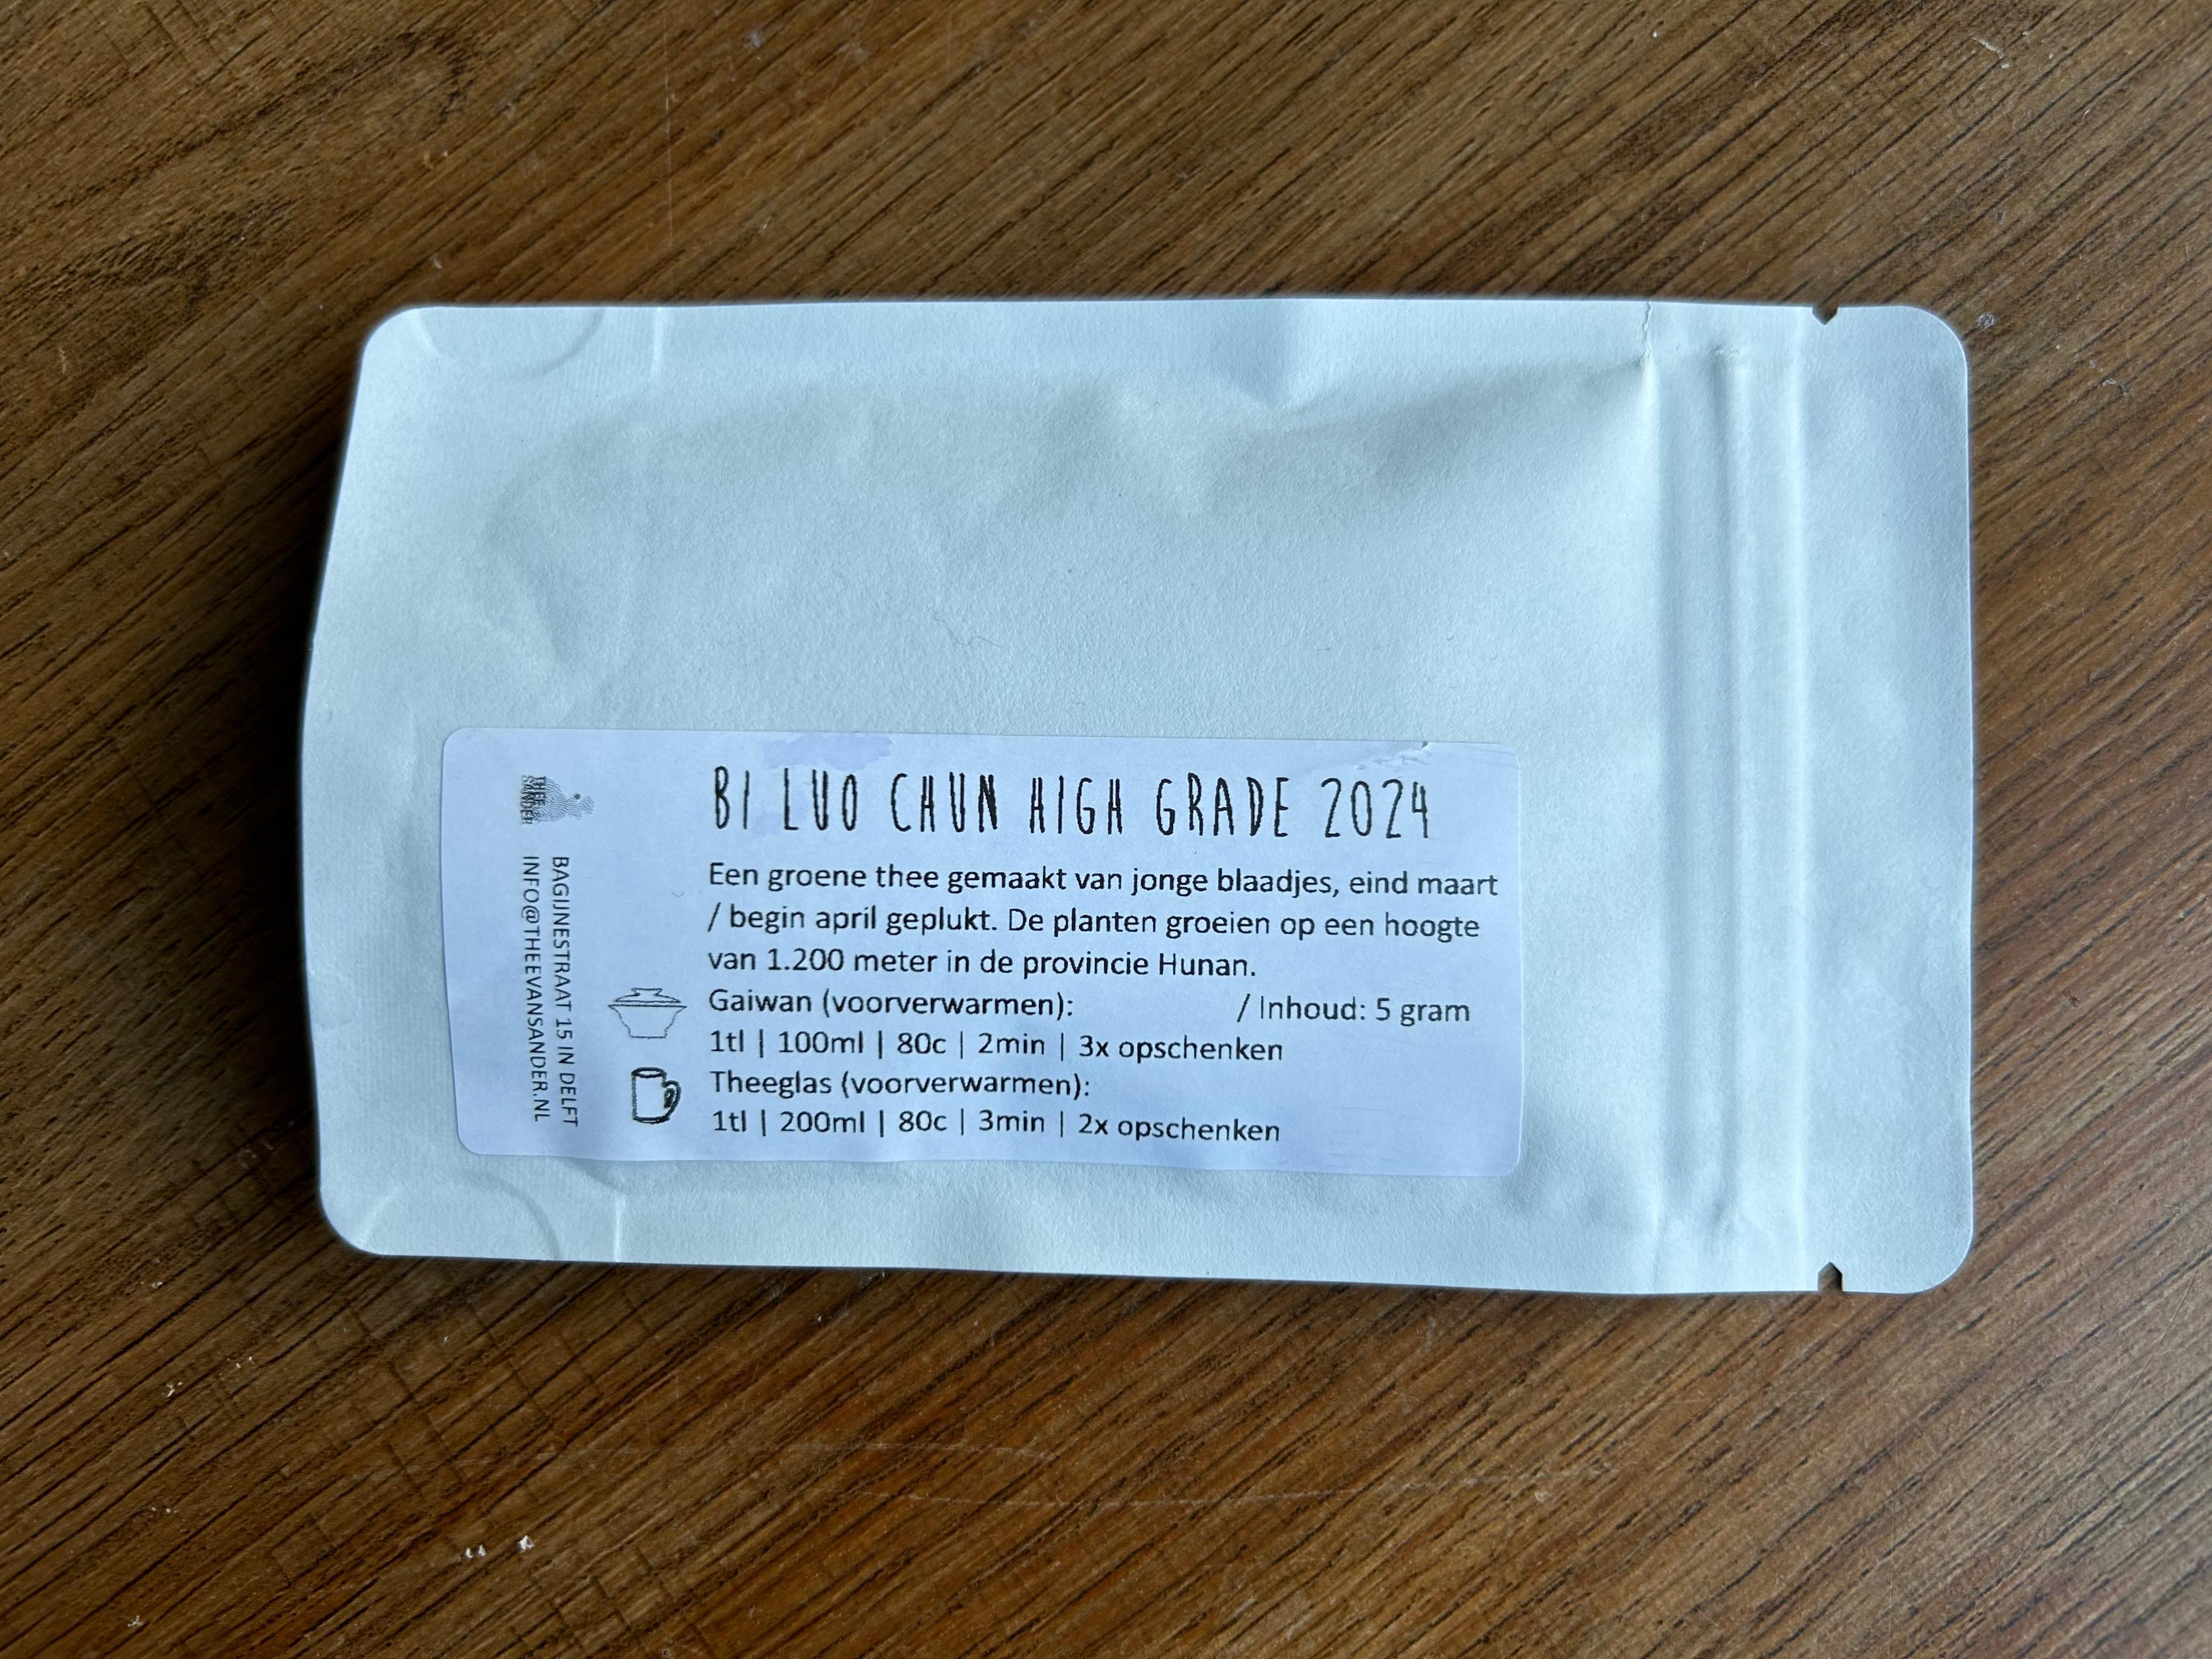 BI LUO CHUN HIGH GRADE 2024
Een groene thee gemaakt van jonge blaadjes, eind maart
/ begin april geplukt. De planten groeien op een hoogte
van 1.200 meter in de provincie Hunan.
Gaiwan (voorverwarmen): / Inhoud: 5 gram
1tl | 100ml | 80c | 2min | 3x opschenken
Theeglas (voorverwarmen):
1tl | 200ml | 80c | 3min | 2x opschenken
THEE
SANDER
BAGIJNESTRAAT 15 IN DELFT
INFO@THEEVANSANDER.NL